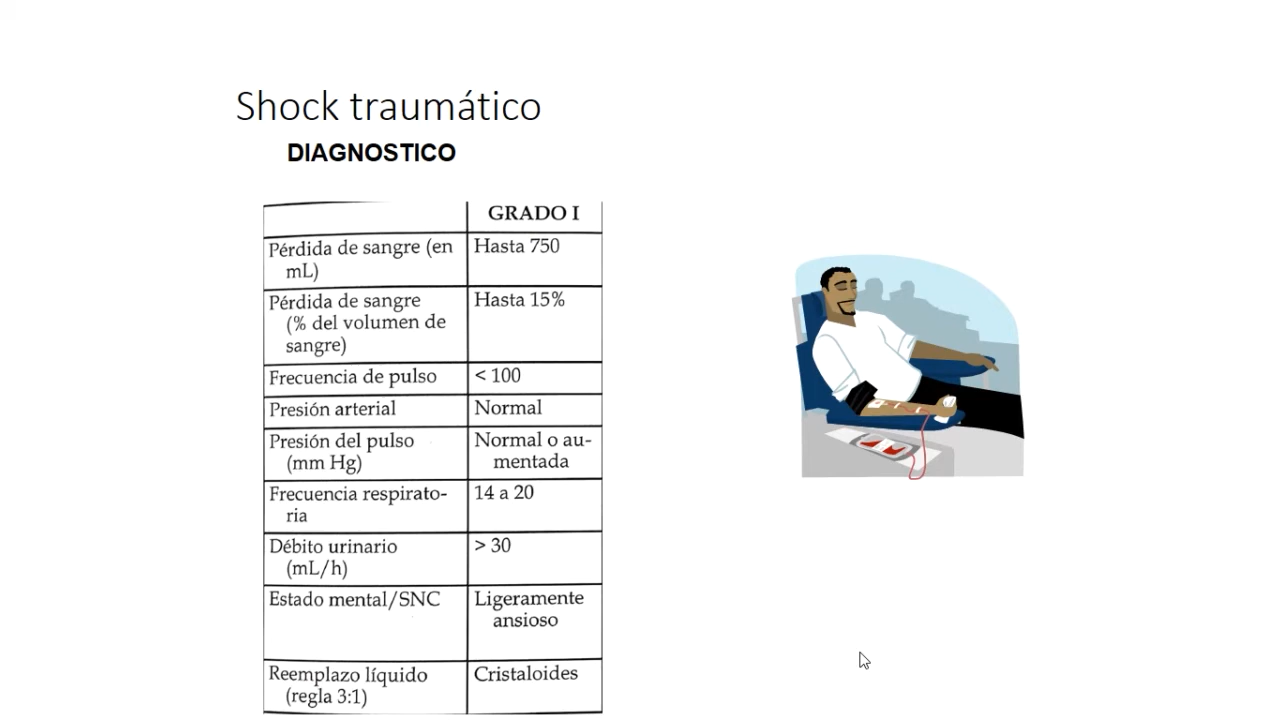 Shock traumático
DIAGNOSTICO
GRADO I
Pérdida de sangre (en Hasta 750
mL)
Pérdida de sangre Hasta 15%
(% del volumen de
sangre)
Frecuencia de pulso < 100
Presión arterial Normal
Presión del pulso Normal o au-
(mm Hg) mentada
Frecuencia respirato- 14 a 20
ria
Débito urinario > 30
(mL/h)
Estado mental/SNC Ligeramente
ansioso
Reemplazo líquido Cristaloides
(regla 3:1)